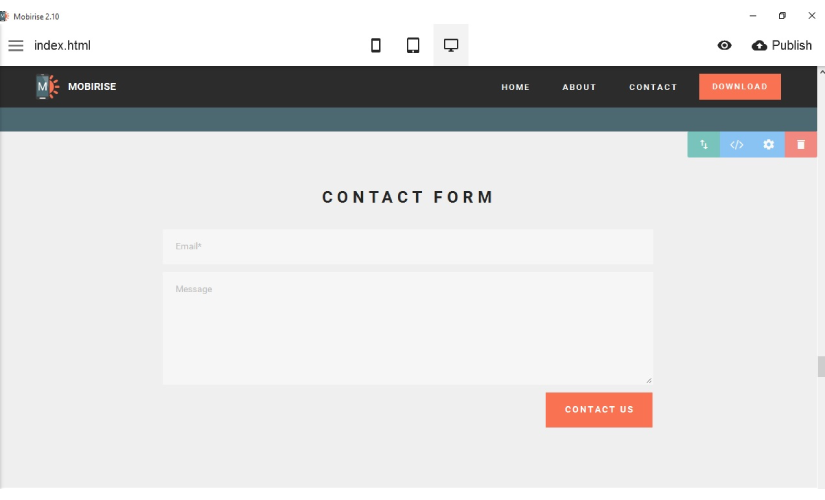 Mobirise 2.10
index.html
Publish
M MOBIRISE
HOME ABOUT CONTACT DOWNLOAD
</>
CONTACT FORM
Email*
Message
CONTACT US